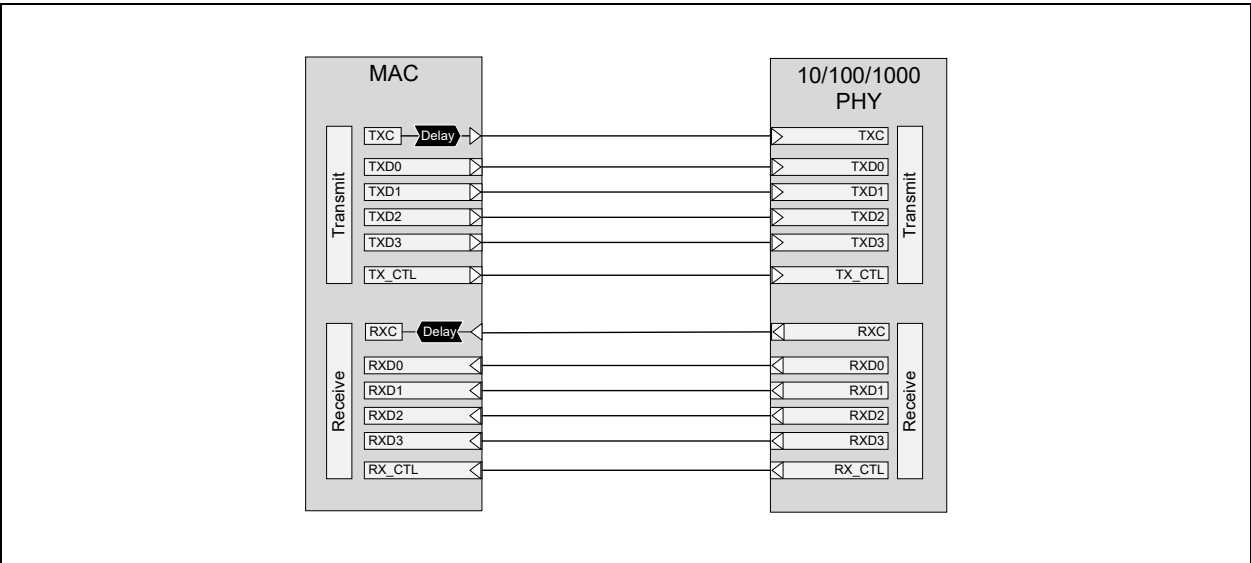 MAC
10/100/1000
PHY
Transmit
TXC
Delay
TXD0
TXD1
TXD2
TXD3
TX_CTL
TXC
TXD0
TXD1
TXD2
TXD3
TX_CTL
Transmit
Receive
RXC
Delay
RXD0
RXD1
RXD2
RXD3
RX_CTL
RXC
RXD0
RXD1
RXD2
RXD3
RX_CTL
Receive